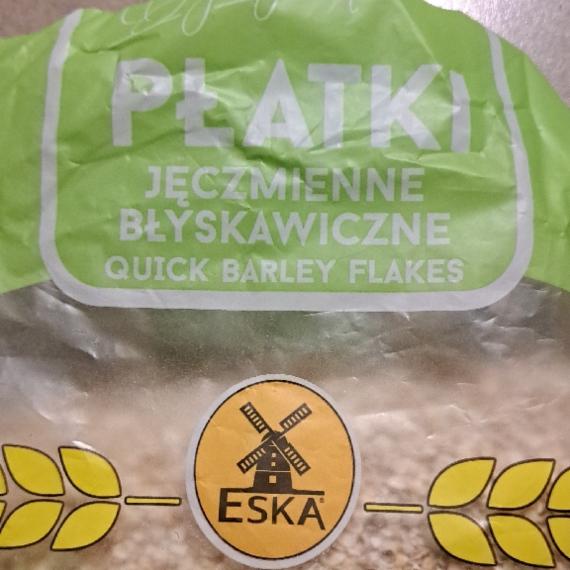 PŁATKI
JĘCZMIENNE
BŁYSKAWICZNE
QUICK BARLEY FLAKES
ESKA